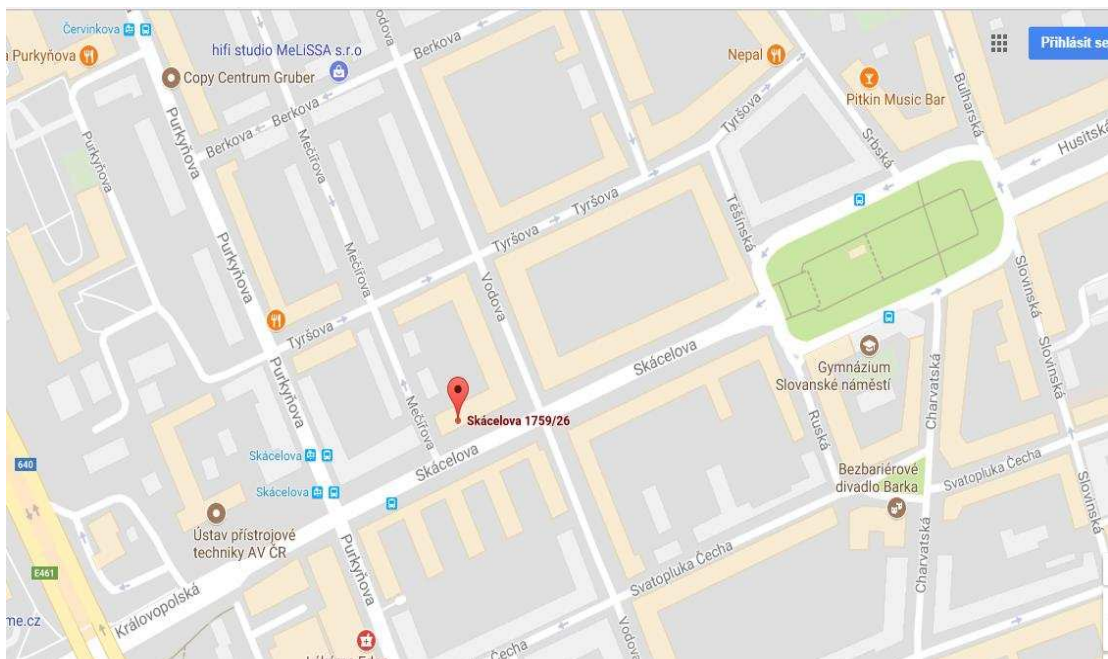 Červinkova
Purkyňova
hifi studio MeLiSSA s.r.o
Copy Centrum Gruber
Vodova
Berkova
Nepal
Pitkin Music Bar
Bulharská
Přihlásit se
Husitská
Purkyňova
Purkyňova
Berkova
Berkova
Mečířova
Tyršova
Srbská
Těšínská
Tyršova
Tyršova
Purkyňova
Mečířova
Vodova
Slovinská
Slovinská
Tyršova
Purkyňova
Mečířova
Skácelova
Gymnázium
Slovanské náměstí
Charvatská
Ruská
Skácelova 1759/26
Skácelova
Skácelova
Skácelova
640
Bezbariérové
divadlo Barka
Svatopluka Čecha
Slovinská
Ústav přístrojové
techniky AV ČR
Purkyňova
E461
Královopolská
Svatopluka Čecha
Charvatská
me.cz
Vodova
Čecha